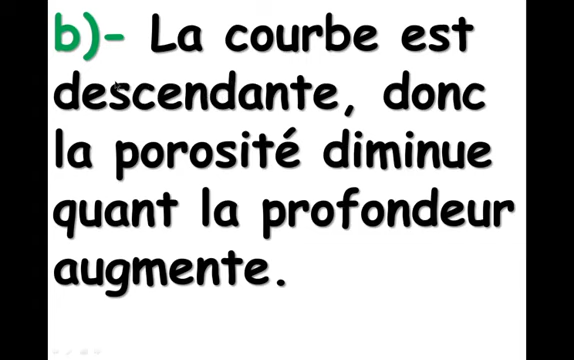 b)- La courbe est
descendante, donc
la porosité diminue
quant la profondeur
augmente.